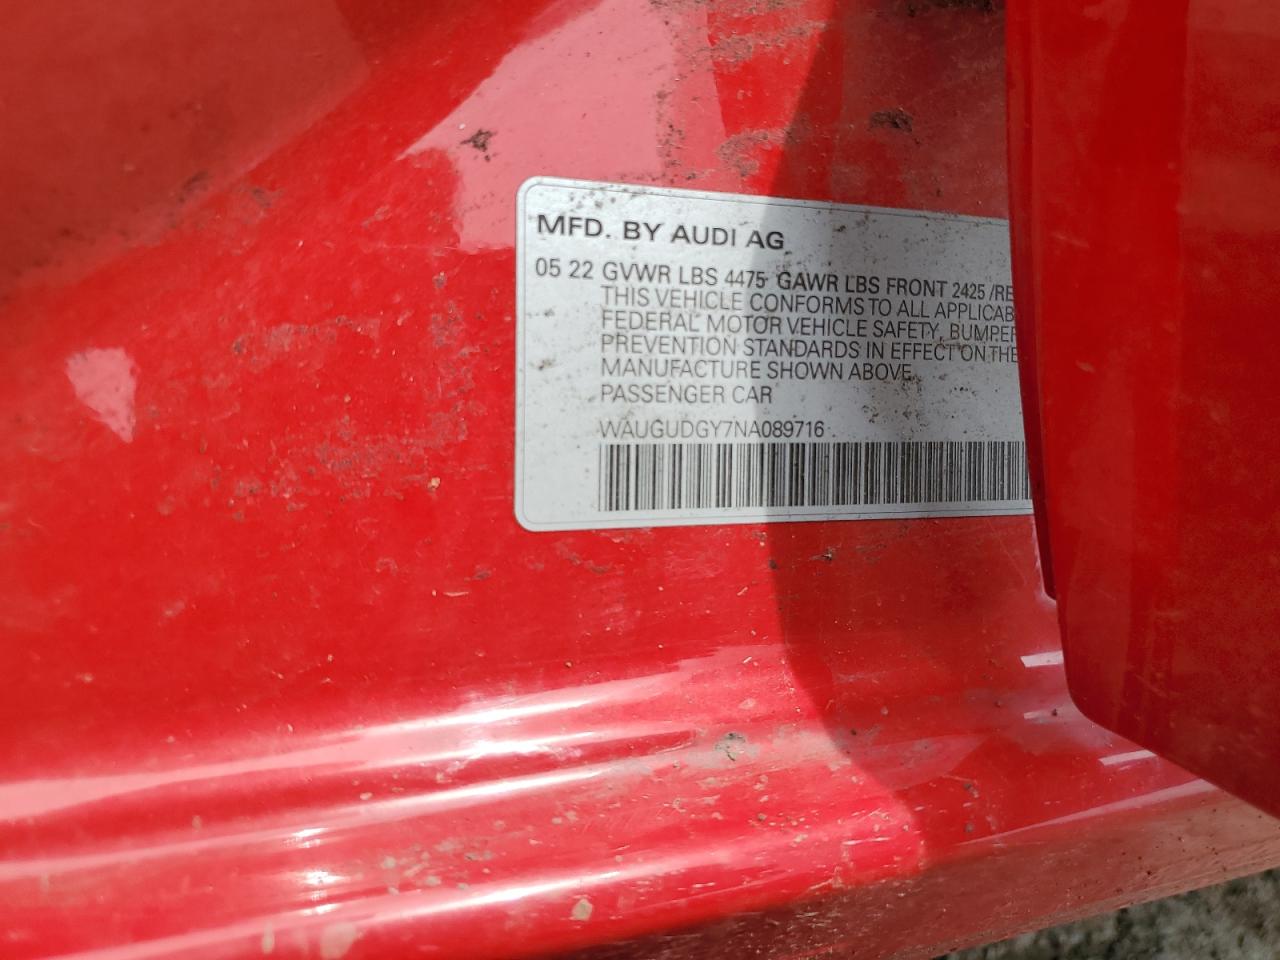 MFD. BY AUDI AG
05 22 GVWR LBS 4475 GAWR LBS FRONT 2425 /RE
THIS VEHICLE CONFORMS TO ALL APPLICAB
FEDERAL MOTOR VEHICLE SAFETY, BUMPER
PREVENTION STANDARDS IN EFFECT ON THE
MANUFACTURE SHOWN ABOVE.
PASSENGER CAR
WAUGUDGY7NA089716